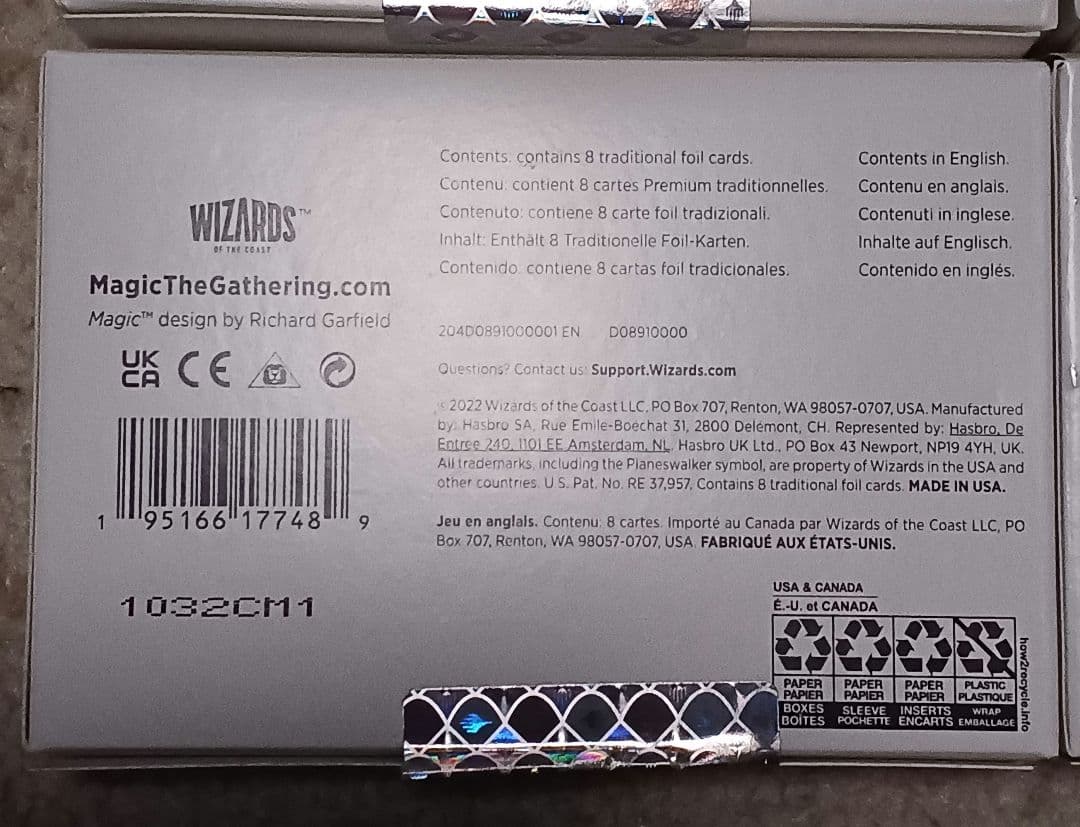 WIZARDS™
OF THE COAST
MagicTheGathering.com
Magic™ design by Richard Garfield
UK
CA CE
1 95166 17748 9
1032CM1
Contents: contains 8 traditional foil cards.
Contenu: contient 8 cartes Premium traditionnelles.
Contenuto: contiene 8 carte foil tradizionali.
Inhalt: Enthält 8 Traditionelle Foil-Karten.
Contenido: contiene 8 cartas foil tradicionales.
Contents in English.
Contenu en anglais.
Contenuti in inglese.
Inhalte auf Englisch.
Contenido en inglés.
204D0891000001 EN D08910000
Questions? Contact us: Support.Wizards.com
©2022 Wizards of the Coast LLC, PO Box 707, Renton, WA 98057-0707, USA. Manufactured
by: Hasbro SA, Rue Emile-Boéchat 31, 2800 Delémont, CH. Represented by: Hasbro, De
Entree 240, 1101 EE Amsterdam, NL. Hasbro UK Ltd., PO Box 43 Newport, NP19 4YH, UK.
All trademarks, including the Planeswalker symbol, are property of Wizards in the USA and
other countries. U.S. Pat. No. RE 37,957. Contains 8 traditional foil cards. MADE IN USA.
Jeu en anglais. Contenu: 8 cartes. Importé au Canada par Wizards of the Coast LLC, PO
Box 707, Renton, WA 98057-0707, USA. FABRIQUÉ AUX ÉTATS-UNIS.
USA & CANADA
É.-U. et CANADA
PAPER PAPER PAPER PLASTIC
PAPIER PAPIER PAPIER PLASTIQUE
BOXES SLEEVE INSERTS WRAP
BOÎTES POCHETTE ENCARTS EMBALLAGE
how2recycle.info